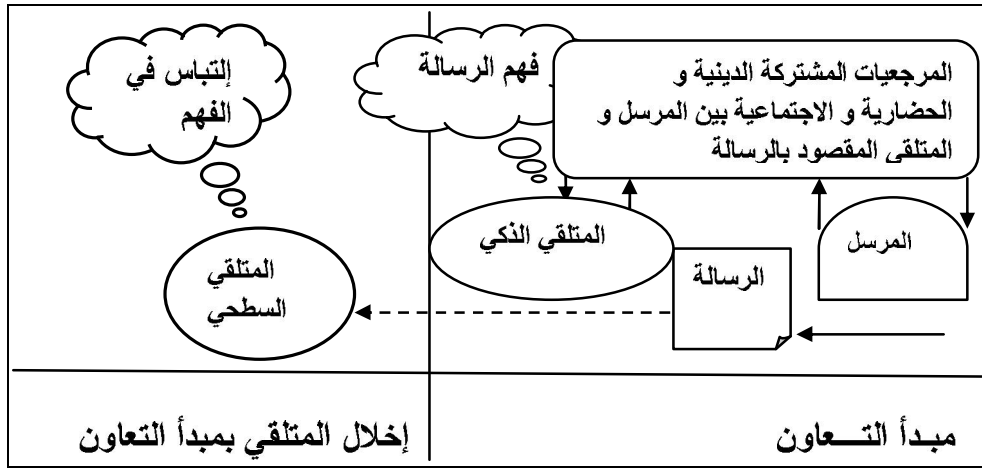 المرجعيات المشتركة الدينية و
الحضارية و الاجتماعية بين المرسل و
المتلقي المقصود بالرسالة
فهم الرسالة
إلتباس في
الفهم
المرسل
المتلقي الذكي
الرسالة
المتلقي
السطحي
مبـدأ التـــعاون
إخلال المتلقي بمبدأ التعاون